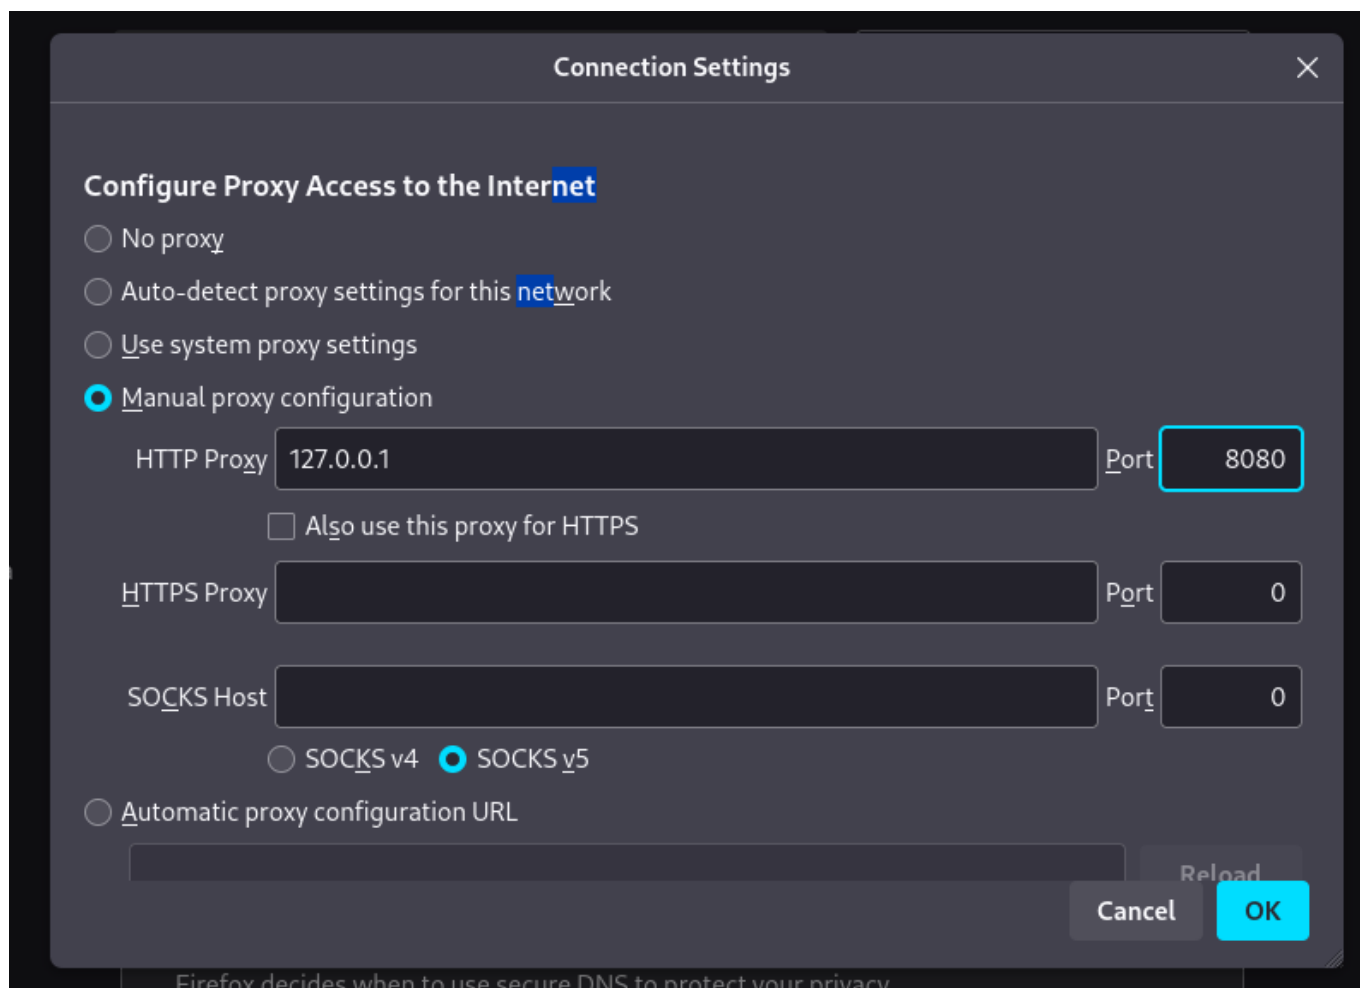 Connection Settings
Configure Proxy Access to the Internet
No proxy
Auto-detect proxy settings for this network
Use system proxy settings
Manual proxy configuration
HTTP Proxy 127.0.0.1 Port 8080
Also use this proxy for HTTPS
HTTPS Proxy Port 0
SOCKS Host Port 0
SOCKS v4 SOCKS v5
Automatic proxy configuration URL
Reload
Cancel OK
Firefox decides when to use secure DNS to protect your privacy